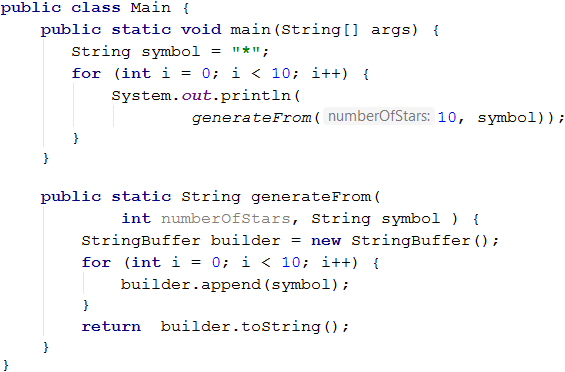 public class Main {
    public static void main(String[] args) {
        String symbol = "*";
        for (int i = 0; i < 10; i++) {
            System.out.println(
                    generateFrom( numberOfStars: 10, symbol));
        }
    }
    public static String generateFrom(
            int numberOfStars, String symbol ) {
        StringBuffer builder = new StringBuffer();
        for (int i = 0; i < 10; i++) {
            builder.append(symbol);
        }
        return  builder.toString();
    }
}